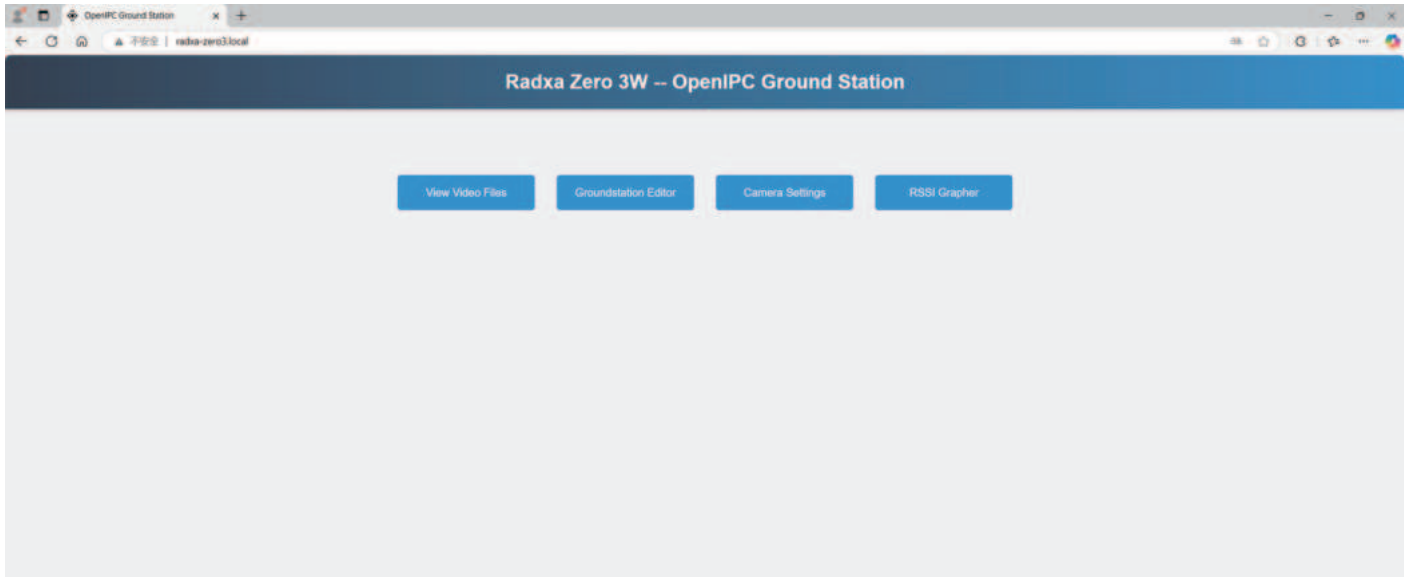 OpenIPC Ground Station
不安全 | radxa-zero3.local
Radxa Zero 3W -- OpenIPC Ground Station
View Video Files
Groundstation Editor
Camera Settings
RSSI Grapher